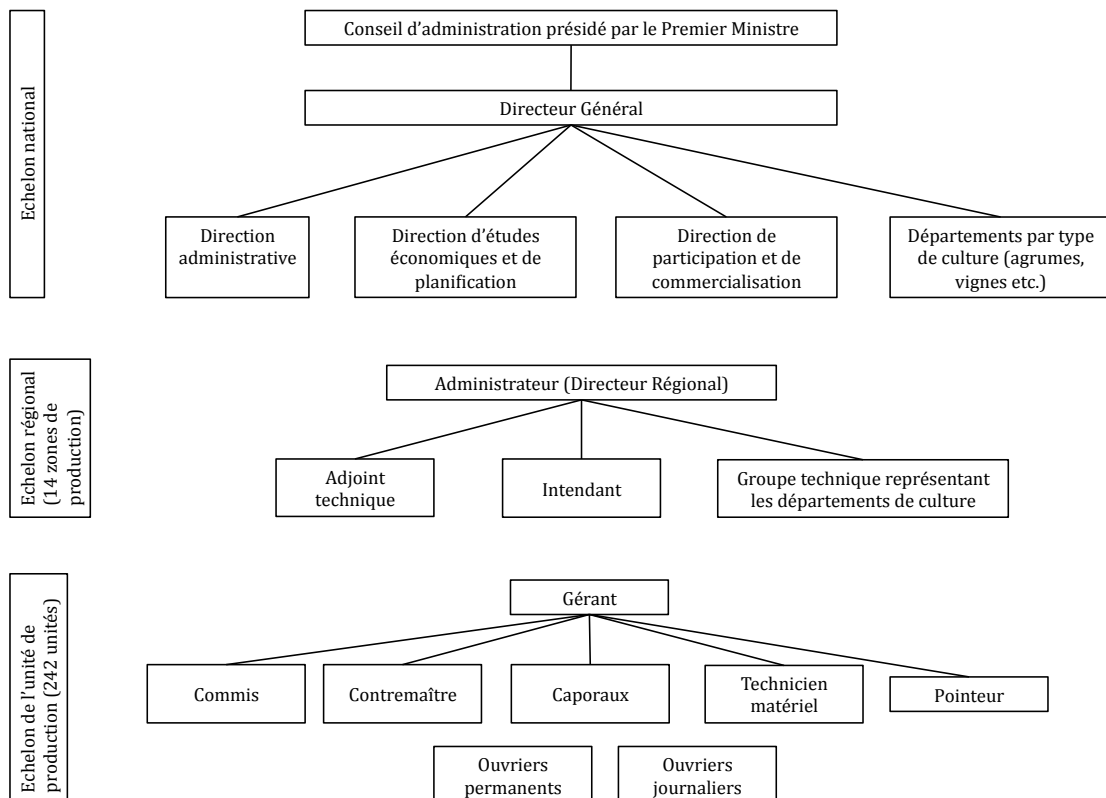 Echelon national
Conseil d'administration présidé par le Premier Ministre
Directeur Général
Direction
administrative
Direction d'études
économiques et de
planification
Direction de
participation et de
commercialisation
Départements par type
de culture (agrumes,
vignes etc.)
Echelon régional
(14 zones de
production)
Administrateur (Directeur Régional)
Adjoint
technique
Intendant
Groupe technique représentant
les départements de culture
Echelon de l'unité de
production (242 unités)
Gérant
Commis
Contremaître
Caporaux
Technicien
matériel
Pointeur
Ouvriers
permanents
Ouvriers
journaliers